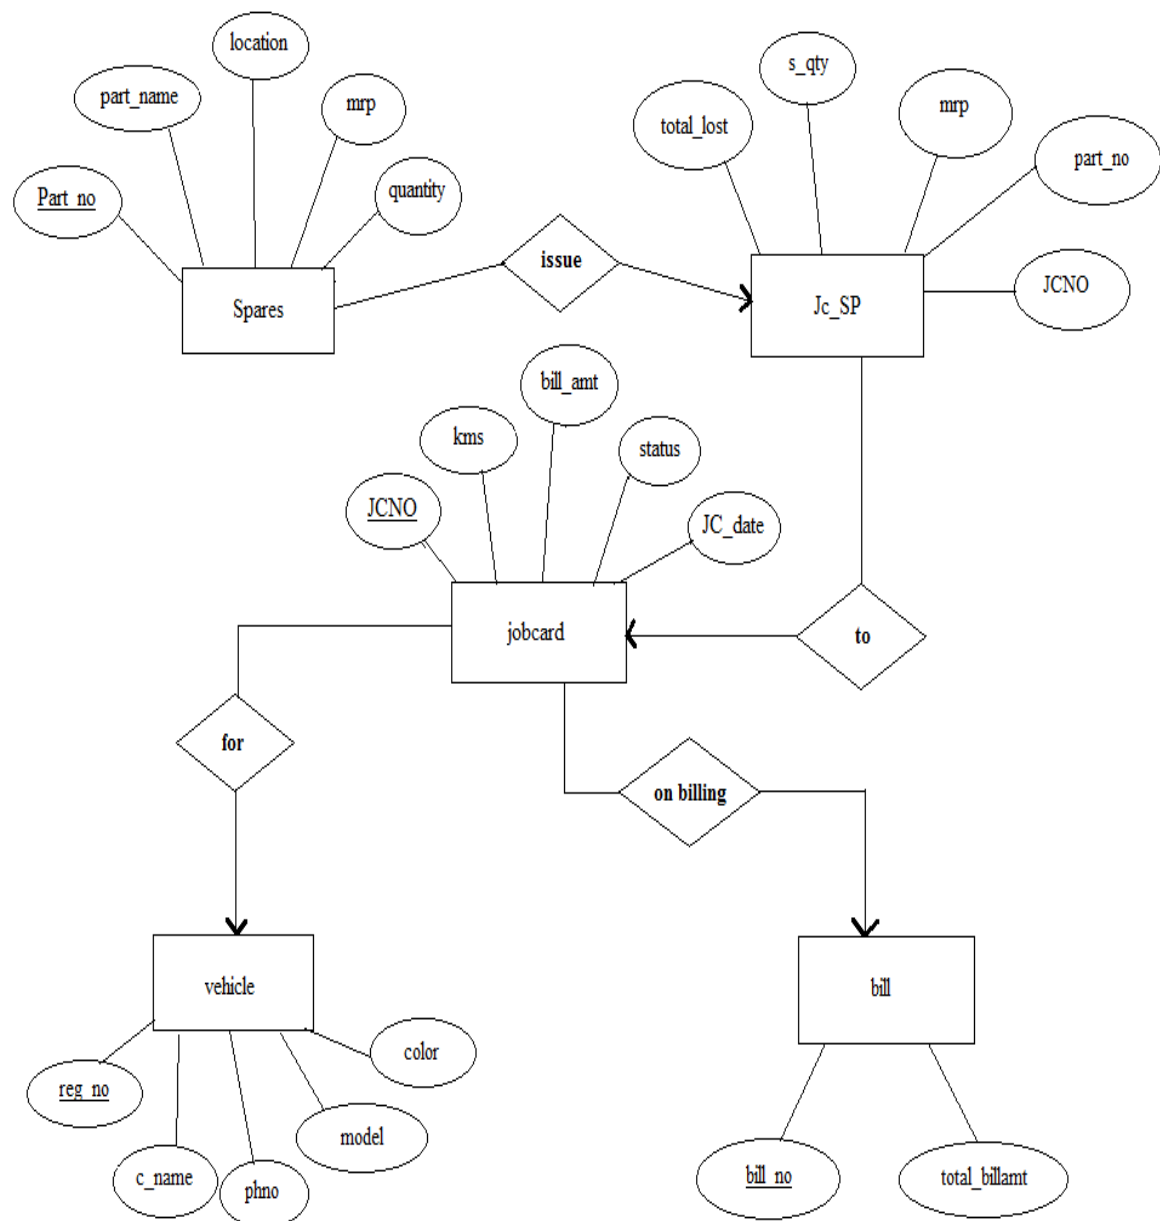 location
part_name
mrp
Part_no
quantity
Spares
issue
s_qty
total_lost
mrp
part_no
JCNO
Jc_SP
bill_amt
kms
status
JCNO
JC_date
jobcard
to
for
on billing
vehicle
bill
color
reg_no
model
c_name
phno
bill_no
total_billamt